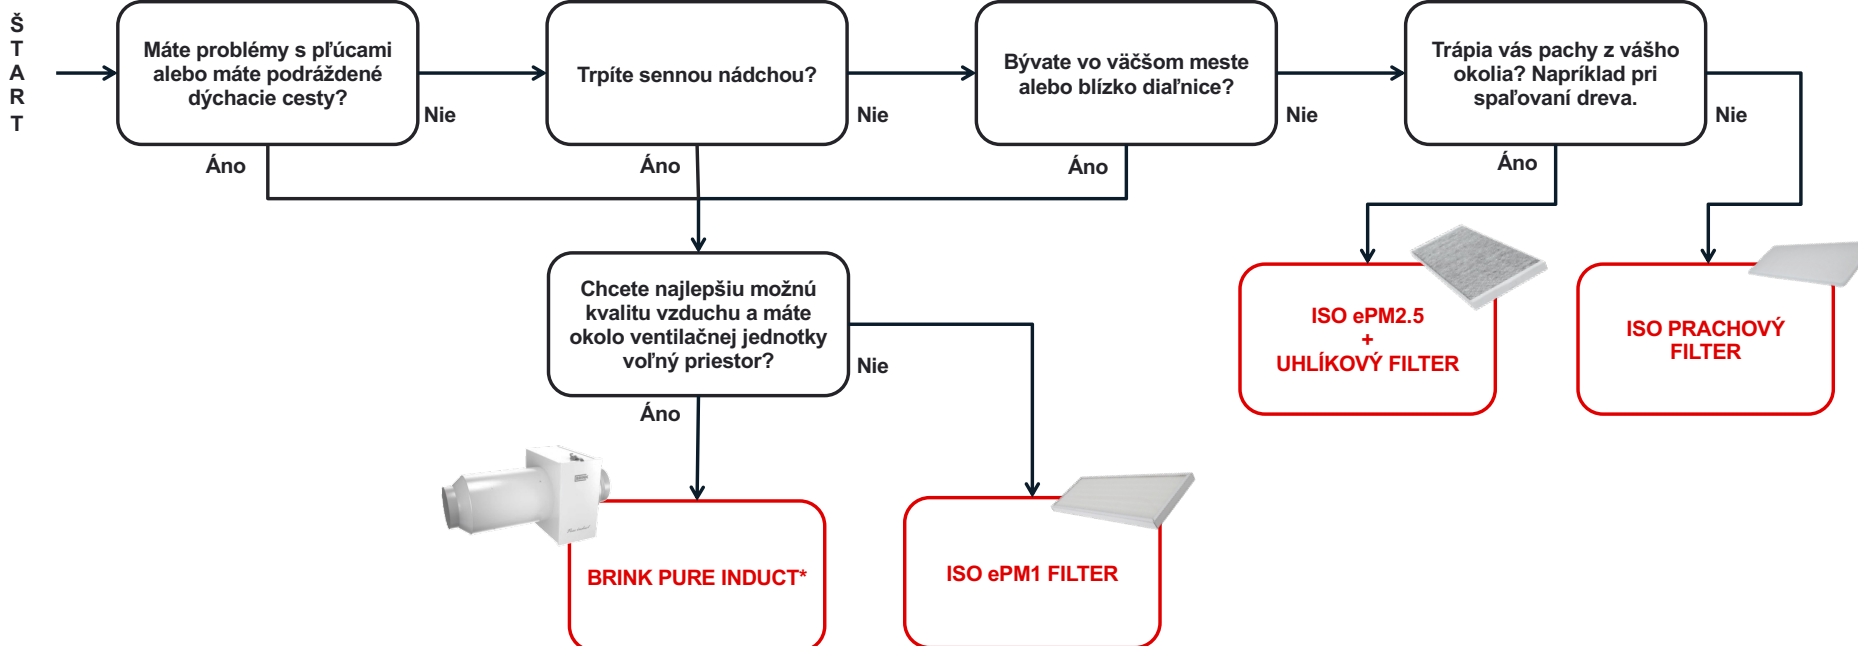 Š
T
A
R
T
Máte problémy s pľúcami
alebo máte podráždené
dýchacie cesty?
Nie
Áno
Trpíte sennou nádchou?
Nie
Áno
Bývate vo väčšom meste
alebo blízko diaľnice?
Nie
Áno
Trápia vás pachy z vášho
okolia? Napríklad pri
spaľovaní dreva.
Nie
Áno
Chcete najlepšiu možnú
kvalitu vzduchu a máte
okolo ventilačnej jednotky
voľný priestor?
Nie
Áno
ISO ePM2.5
+
UHLÍKOVÝ FILTER
ISO PRACHOVÝ
FILTER
BRINK PURE INDUCT*
ISO ePM1 FILTER